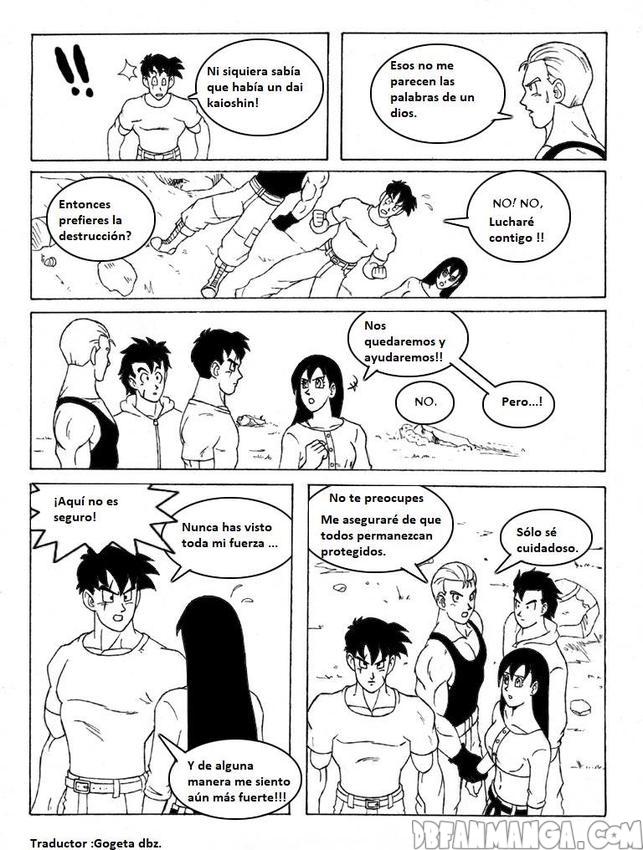 !!
Ni siquiera sabía
que había un dai
kaioshin!
Esos no me
parecen las
palabras de un
dios.
Entonces
prefieres la
destrucción?
NO! NO,
Lucharé
contigo !!
Nos
quedaremos y
ayudaremos!!
NO.
Pero...!
¡Aquí no es
seguro!
Nunca has visto
toda mi fuerza ...
Y de alguna
manera me siento
aún más fuerte!!!
No te preocupes
Me aseguraré de que
todos permanezcan
protegidos.
Sólo sé
cuidadoso.
Traductor :Gogeta dbz.
DBFANMANGA.COM